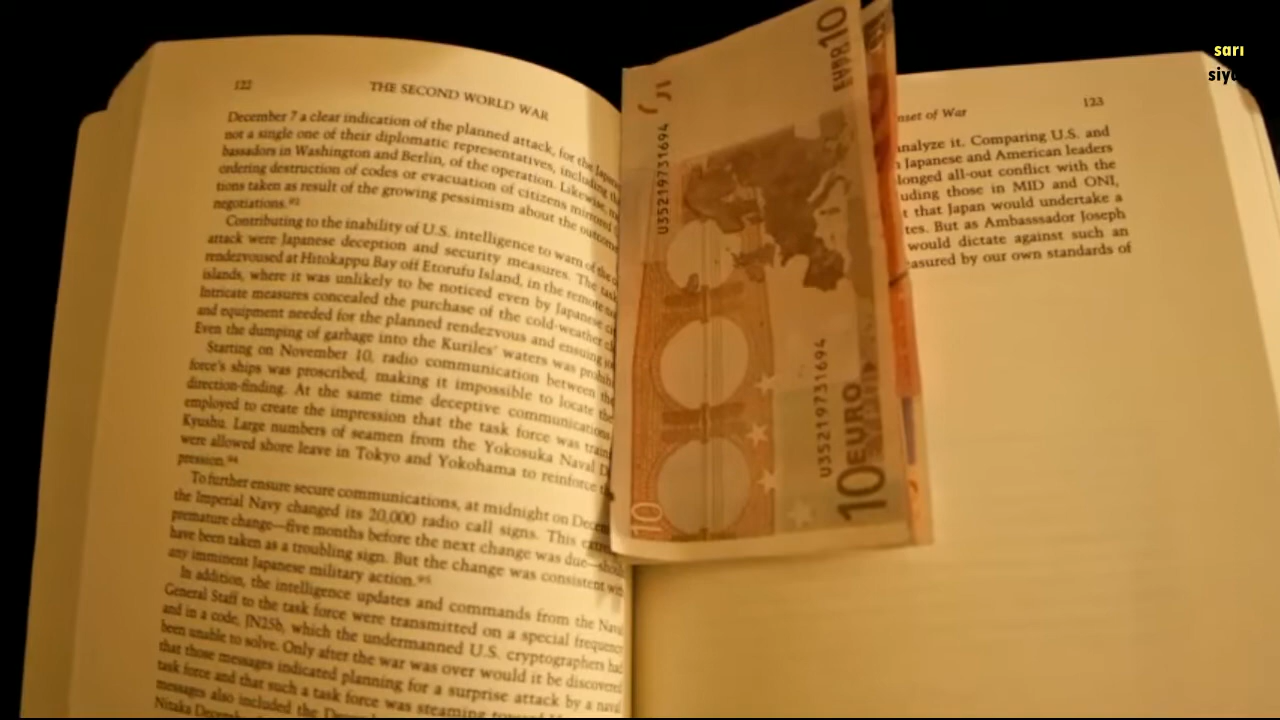 122
THE SECOND WORLD WAR
December 7 a clear indication of the planned attack, for the
not a single one of their diplomatic representatives, including
bassadors in Washington and Berlin, of the operation. Likewise,
ordering destruction of codes or evacuation of citizens mirrored
tions taken as result of the growing pessimism about the outcome
negotiations.
Contributing to the inability of U.S. intelligence to warn of the
attack were Japanese deception and security measures. The
rendezvoused at Hitokappu Bay off Etorufu Island, in the remote
islands, where it was unlikely to be noticed even by Japanese
Intricate measures concealed the purchase of the cold-weather
and equipment needed for the planned rendezvous and ensuing
Even the dumping of garbage into the Kuriles' waters was
Starting on November 10, radio communication between the
force's ships was proscribed, making it impossible to locate the
direction-finding. At the same time deceptive communications
employed to create the impression that the task force was
Kyushu. Large numbers of seamen from the Yokosuka Naval D
were allowed shore leave in Tokyo and Yokohama to reinforce
pression.94
To further ensure secure communications, at midnight on
the Imperial Navy changed its 20,000 radio call signs. This
premature change—five months before the next change was due—
have been taken as a troubling sign. But the change was consistent with
any imminent Japanese military action.95
In addition, the intelligence updates and commands from the
General Staff to the task force were transmitted on a special
and in a code, JN25b, which the undermanned U.S. cryptographers had
been unable to solve. Only after the war was over would it be discovered
that those messages indicated planning for a surprise attack by a naval
task force and that such a task force was steaming
messages also included the
Nitaka
10 EURO
U35219731694
U35219731694
10 EURO
10
nset of War
123
nalyze it. Comparing U.S. and
Japanese and American leaders
longed all-out conflict with the
uding those in MID and ONI,
t that Japan would undertake a
tes. But as Ambasssador Joseph
would dictate against such an
asured by our own standards of
sarı
siy